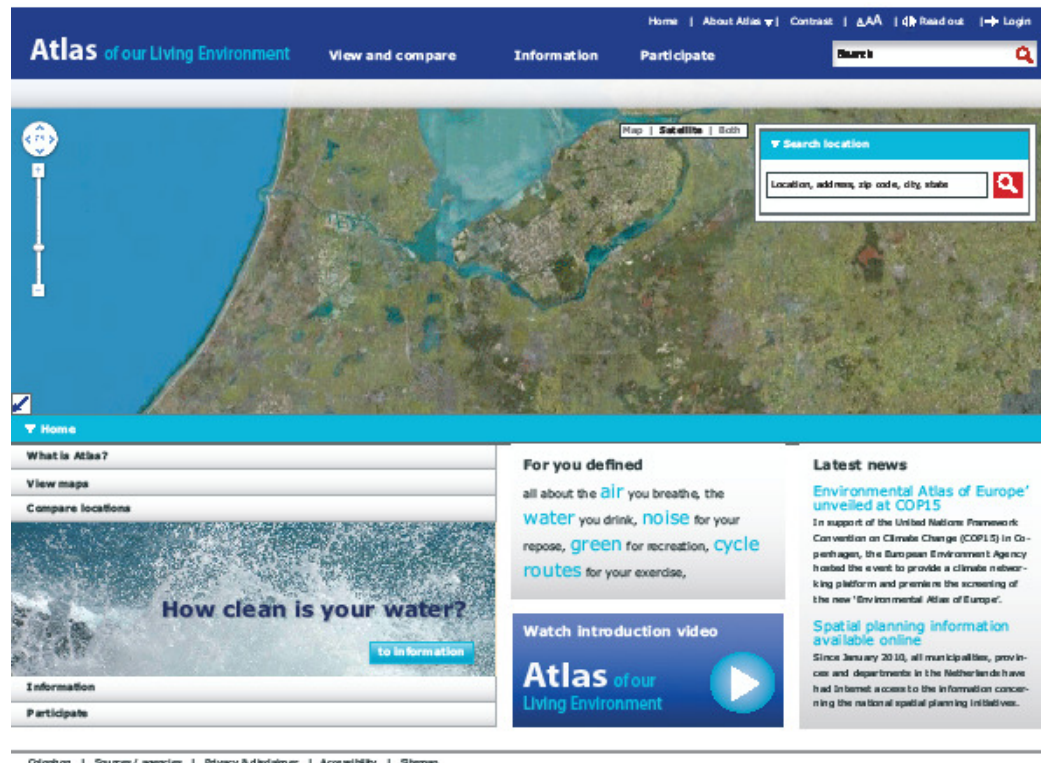 Home | About Atlas | Contrast | AAA | Read out | Login
Atlas of our Living Environment
View and compare Information Participate
Search
Map | Satellite | Both
Search location
Location, address, zip code, city, state
Home
What is Atlas?
View maps
Compare locations
How clean is your water?
to information
Information
Participate
For you defined
all about the air you breathe, the
water you drink, noise for your
repose, green for recreation, cycle
routes for your exercise,
Watch introduction video
Atlas of our
Living Environment
Latest news
Environmental Atlas of Europe'
unveiled at COP15
In support of the United Nations Framework
Convention on Climate Change (COP15) in Co-
penhagen, the European Environment Agency
hosted the event to provide a climate networ-
king platform and premiere the screening of
the new 'Environmental Atlas of Europe'.
Spatial planning information
available online
Since January 2010, all municipalities, provin-
ces and departments in the Netherlands have
had Internet access to the information concer-
ning the national spatial planning initiatives.
Colophon | Sources / agencies | Privacy & disclaimer | Accessibility | Sitemap